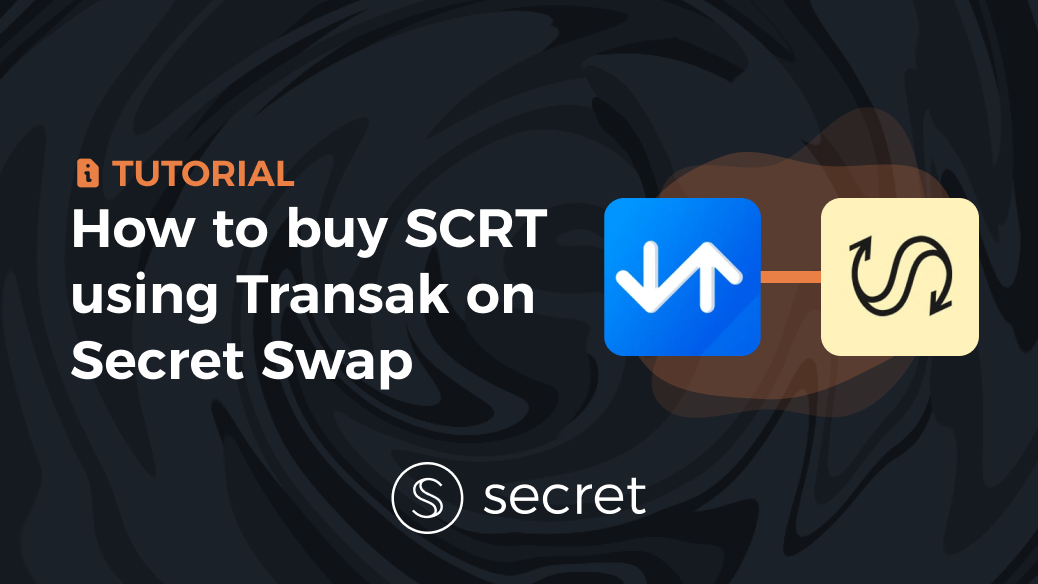 TUTORIAL
How to buy SCRT
using Transak on
Secret Swap
secret